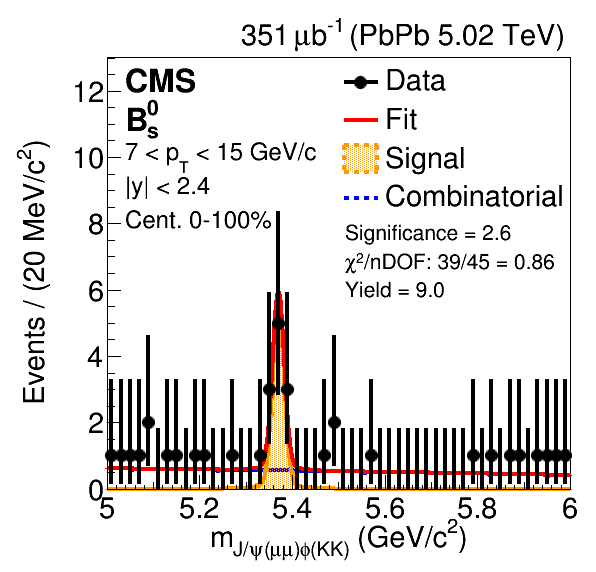 351 μb⁻¹ (PbPb 5.02 TeV)
CMS
B⁰ₛ
7 < p_T < 15 GeV/c
|y| < 2.4
Cent. 0-100%
Data
Fit
Signal
Combinatorial
Significance = 2.6
χ²/nDOF: 39/45 = 0.86
Yield = 9.0
Events / (20 MeV/c²)
12
10
8
6
4
2
0
5 5.2 5.4 5.6 5.8 6
m_J/ψ(μμ)φ(KK) (GeV/c²)